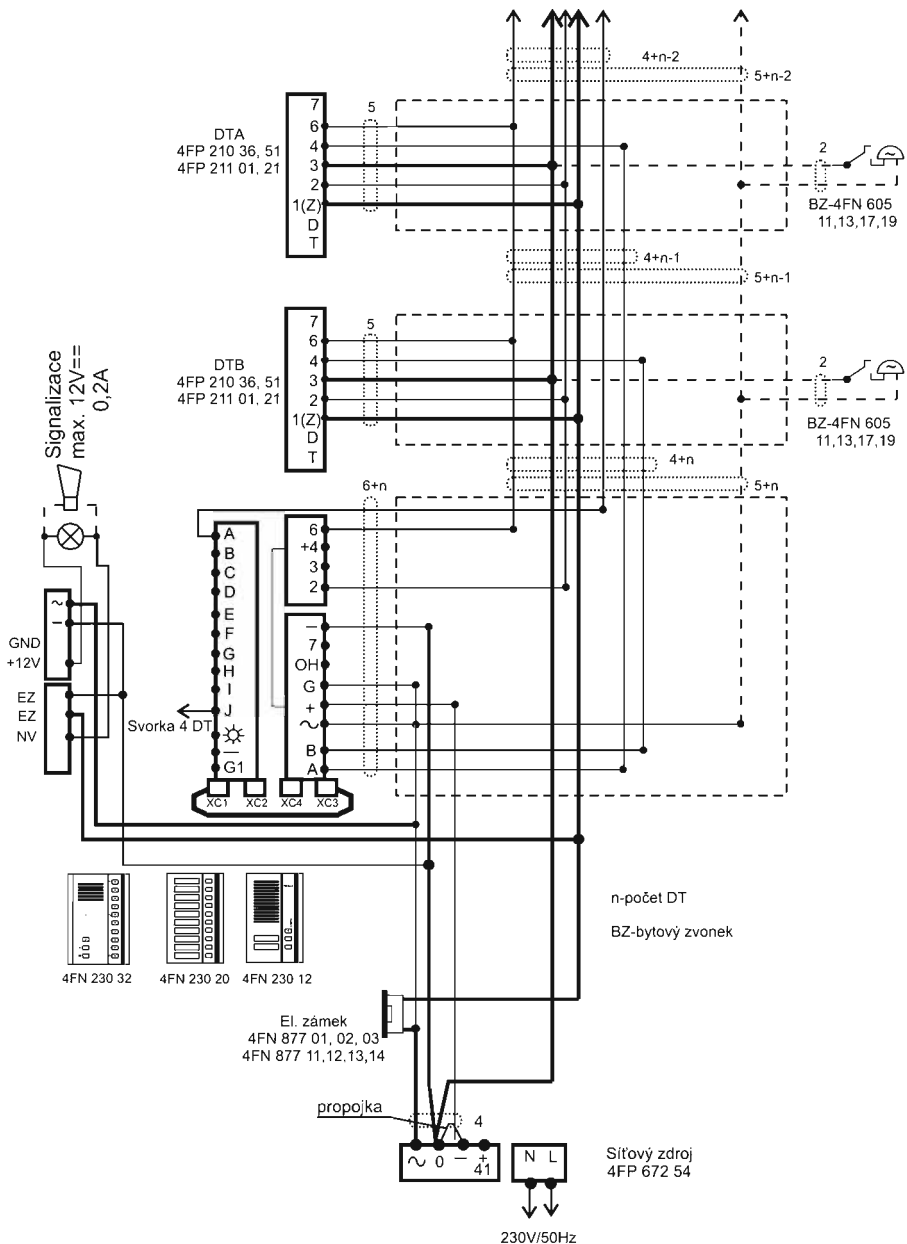 4+n-2
5+n-2
DTA
4FP 210 36, 51
4FP 211 01, 21
7
6
4
3
2
1(Z)
D
T
5
2
BZ-4FN 605
11,13,17,19
4+n-1
5+n-1
DTB
4FP 210 36, 51
4FP 211 01, 21
7
6
4
3
2
1(Z)
D
T
5
2
BZ-4FN 605
11,13,17,19
4+n
5+n
6+n
Signalizace
max. 12V==
0,2A
~
−
GND
+12V
EZ
EZ
NV
A
B
C
D
E
F
G
H
I
J
—
G1
Svorka 4 DT
6
+4
3
2
—
7
OH
G
+
~
B
A
XC1
XC2
XC4
XC3
4FN 230 32
4FN 230 20
4FN 230 12
n-počet DT
BZ-bytový zvonek
El. zámek
4FN 877 01, 02, 03
4FN 877 11,12,13,14
propojka
4
~ 0 − +
41
N L
Síťový zdroj
4FP 672 54
230V/50Hz